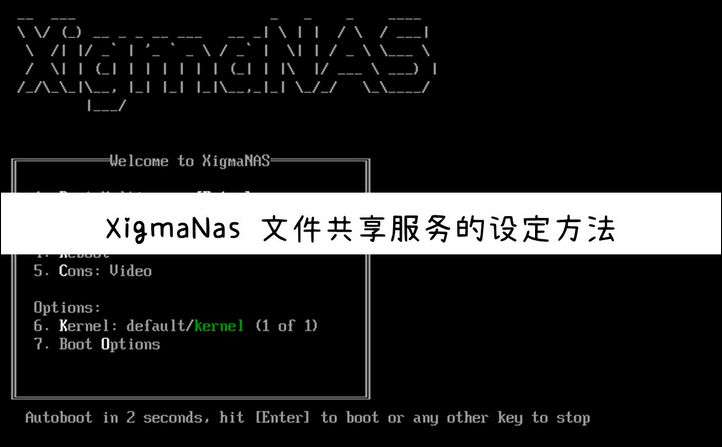 XigmaNAS
Welcome to XigmaNAS
XigmaNas 文件共享服务的设定方法
5. Cons: Video
Options:
6. Kernel: default/kernel (1 of 1)
7. Boot Options
Autoboot in 2 seconds, hit [Enter] to boot or any other key to stop